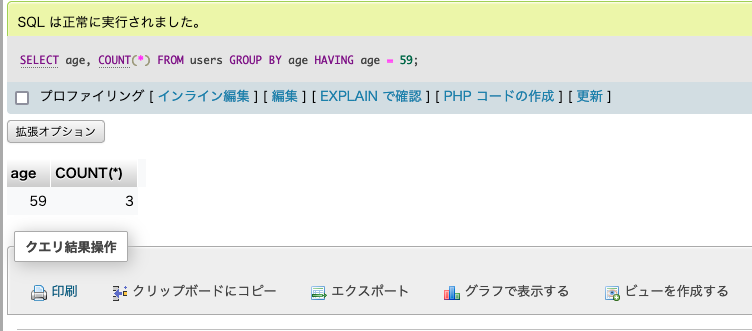 SQL は正常に実行されました。
SELECT age, COUNT(*) FROM users GROUP BY age HAVING age = 59;
プロファイリング [ インライン編集 ] [ 編集 ] [ EXPLAIN で確認 ] [ PHP コードの作成 ] [ 更新 ]
拡張オプション
age COUNT(*)
59 3
クエリ結果操作
印刷 クリップボードにコピー エクスポート グラフで表示する ビューを作成する